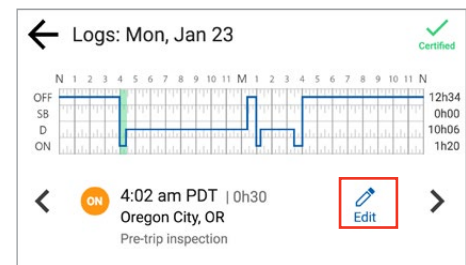 Logs: Mon, Jan 23
Certified
N 1 2 3 4 5 6 7 8 9 10 11 M 1 2 3 4 5 6 7 8 9 10 11 N
OFF 12h34
SB 0h00
D 10h06
ON 1h20
ON 4:02 am PDT | 0h30
Oregon City, OR
Edit
Pre-trip inspection